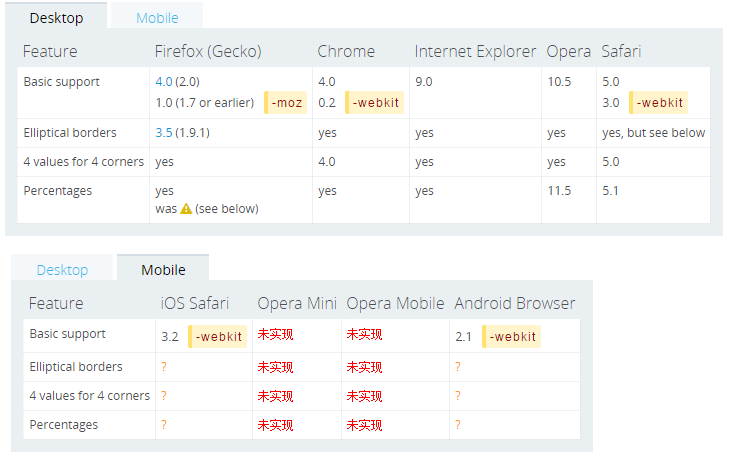 Desktop Mobile
Feature Firefox (Gecko) Chrome Internet Explorer Opera Safari
Basic support 4.0 (2.0) 4.0 9.0 10.5 5.0
1.0 (1.7 or earlier) -moz 0.2 -webkit 3.0 -webkit
Elliptical borders 3.5 (1.9.1) yes yes yes yes, but see below
4 values for 4 corners yes 4.0 yes yes 5.0
Percentages yes yes yes 11.5 5.1
was (see below)
Desktop Mobile
Feature iOS Safari Opera Mini Opera Mobile Android Browser
Basic support 3.2 -webkit 未实现 未实现 2.1 -webkit
Elliptical borders ? 未实现 未实现 ?
4 values for 4 corners ? 未实现 未实现 ?
Percentages ? 未实现 未实现 ?